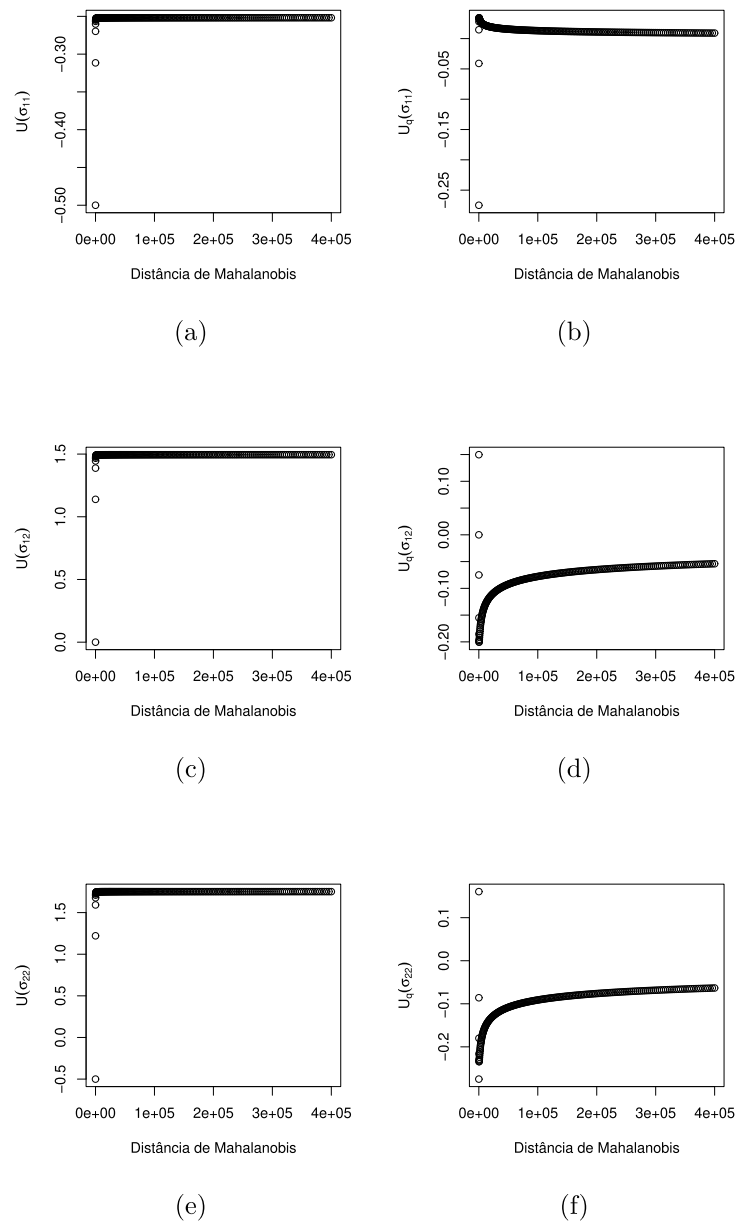 U(σ11)
−0.50 −0.40 −0.30
0e+00 1e+05 2e+05 3e+05 4e+05
Distância de Mahalanobis
(a)
Uq(σ11)
−0.25 −0.15 −0.05
0e+00 1e+05 2e+05 3e+05 4e+05
Distância de Mahalanobis
(b)
U(σ12)
0.0 0.5 1.0 1.5
0e+00 1e+05 2e+05 3e+05 4e+05
Distância de Mahalanobis
(c)
Uq(σ12)
−0.20 −0.10 0.00 0.10
0e+00 1e+05 2e+05 3e+05 4e+05
Distância de Mahalanobis
(d)
U(σ22)
−0.5 0.0 0.5 1.0 1.5
0e+00 1e+05 2e+05 3e+05 4e+05
Distância de Mahalanobis
(e)
Uq(σ22)
−0.2 −0.1 0.0 0.1
0e+00 1e+05 2e+05 3e+05 4e+05
Distância de Mahalanobis
(f)